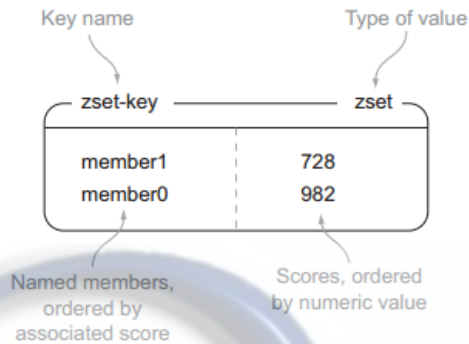 Key name
Type of value
zset-key
zset
member1 728
member0 982
Named members,
ordered by
associated score
Scores, ordered
by numeric value